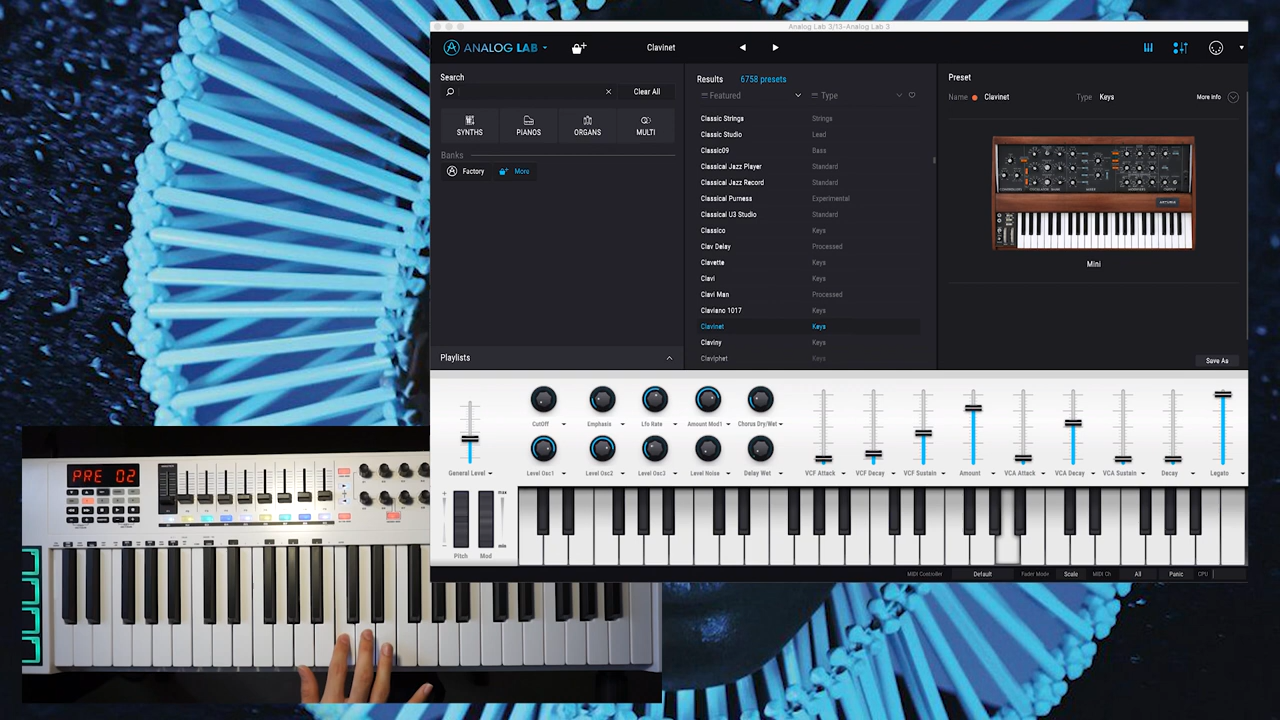 Analog Lab 3/13-Analog Lab 3
ANALOG LAB
Clavinet
Search
Clear All
SYNTHS
PIANOS
ORGANS
MULTI
Banks
Factory
More
Playlists
Results 6758 presets
Featured Type
Classic Strings Strings
Classic Studio Lead
Classic09 Bass
Classical Jazz Player Standard
Classical Jazz Record Standard
Classical Purness Experimental
Classical U3 Studio Standard
Classico Keys
Clav Delay Processed
Clavette Keys
Clavi Keys
Clavi Man Processed
Claviano 1017 Keys
Clavinet Keys
Claviny Keys
Claviphet Keys
Preset
Name Clavinet Type Keys More Info
Mini
Save As
CutOff
Emphasis
Lfo Rate
Amount Mod1
Chorus Dry/Wet
General Level
Level Osc1
Level Osc2
Level Osc3
Level Noise
Delay Wet
VCF Attack
VCF Decay
VCF Sustain
Amount
VCA Attack
VCA Decay
VCA Sustain
Decay
Legato
max
min
Pitch
Mod
MIDI Controller Default Fader Mode Scale MIDI Ch All Panic CPU
PRE 02